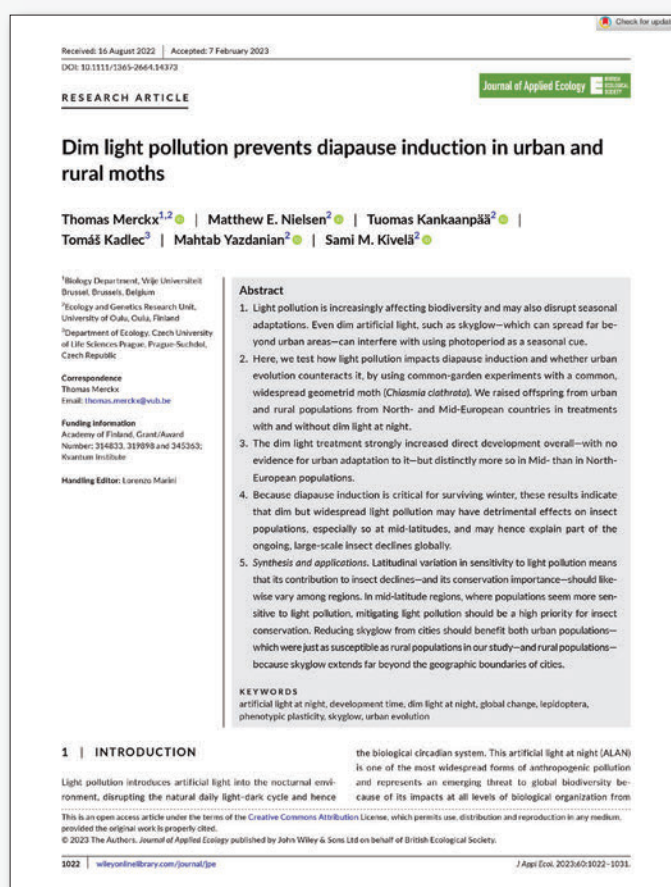 Check for updates
Received: 16 August 2022 | Accepted: 7 February 2023
DOI: 10.1111/1365-2664.14373
RESEARCH ARTICLE
Journal of Applied Ecology
BRITISH
ECOLOGICAL
SOCIETY
Dim light pollution prevents diapause induction in urban and
rural moths
Thomas Merckx1,2 | Matthew E. Nielsen2 | Tuomas Kankaanpää2 |
Tomáš Kadlec3 | Mahtab Yazdanian2 | Sami M. Kivelä2
1Biology Department, Vrije Universiteit
Brussel, Brussels, Belgium
2Ecology and Genetics Research Unit,
University of Oulu, Oulu, Finland
3Department of Ecology, Czech University
of Life Sciences Prague, Prague-Suchdol,
Czech Republic
Correspondence
Thomas Merckx
Email: thomas.merckx@vub.be
Funding information
Academy of Finland, Grant/Award
Number: 314833, 319898 and 345363;
Kvantum Institute
Handling Editor: Lorenzo Marini
Abstract
1. Light pollution is increasingly affecting biodiversity and may also disrupt seasonal
adaptations. Even dim artificial light, such as skyglow—which can spread far be-
yond urban areas—can interfere with using photoperiod as a seasonal cue.
2. Here, we test how light pollution impacts diapause induction and whether urban
evolution counteracts it, by using common-garden experiments with a common,
widespread geometrid moth (Chiasmia clathrata). We raised offspring from urban
and rural populations from North- and Mid-European countries in treatments
with and without dim light at night.
3. The dim light treatment strongly increased direct development overall—with no
evidence for urban adaptation to it—but distinctly more so in Mid- than in North-
European populations.
4. Because diapause induction is critical for surviving winter, these results indicate
that dim but widespread light pollution may have detrimental effects on insect
populations, especially so at mid-latitudes, and may hence explain part of the
ongoing, large-scale insect declines globally.
5. Synthesis and applications. Latitudinal variation in sensitivity to light pollution means
that its contribution to insect declines—and its conservation importance—should like-
wise vary among regions. In mid-latitude regions, where populations seem more sen-
sitive to light pollution, mitigating light pollution should be a high priority for insect
conservation. Reducing skyglow from cities should benefit both urban populations—
which were just as susceptible as rural populations in our study—and rural populations—
because skyglow extends far beyond the geographic boundaries of cities.
KEYWORDS
artificial light at night, development time, dim light at night, global change, lepidoptera,
phenotypic plasticity, skyglow, urban evolution
1 | INTRODUCTION
Light pollution introduces artificial light into the nocturnal envi-
ronment, disrupting the natural daily light-dark cycle and hence
the biological circadian system. This artificial light at night (ALAN)
is one of the most widespread forms of anthropogenic pollution
and represents an emerging threat to global biodiversity be-
cause of its impacts at all levels of biological organization from
This is an open access article under the terms of the Creative Commons Attribution License, which permits use, distribution and reproduction in any medium,
provided the original work is properly cited.
© 2023 The Authors. Journal of Applied Ecology published by John Wiley & Sons Ltd on behalf of British Ecological Society.
1022 | wileyonlinelibrary.com/journal/jpe
J Appl Ecol. 2023;60:1022–1031.